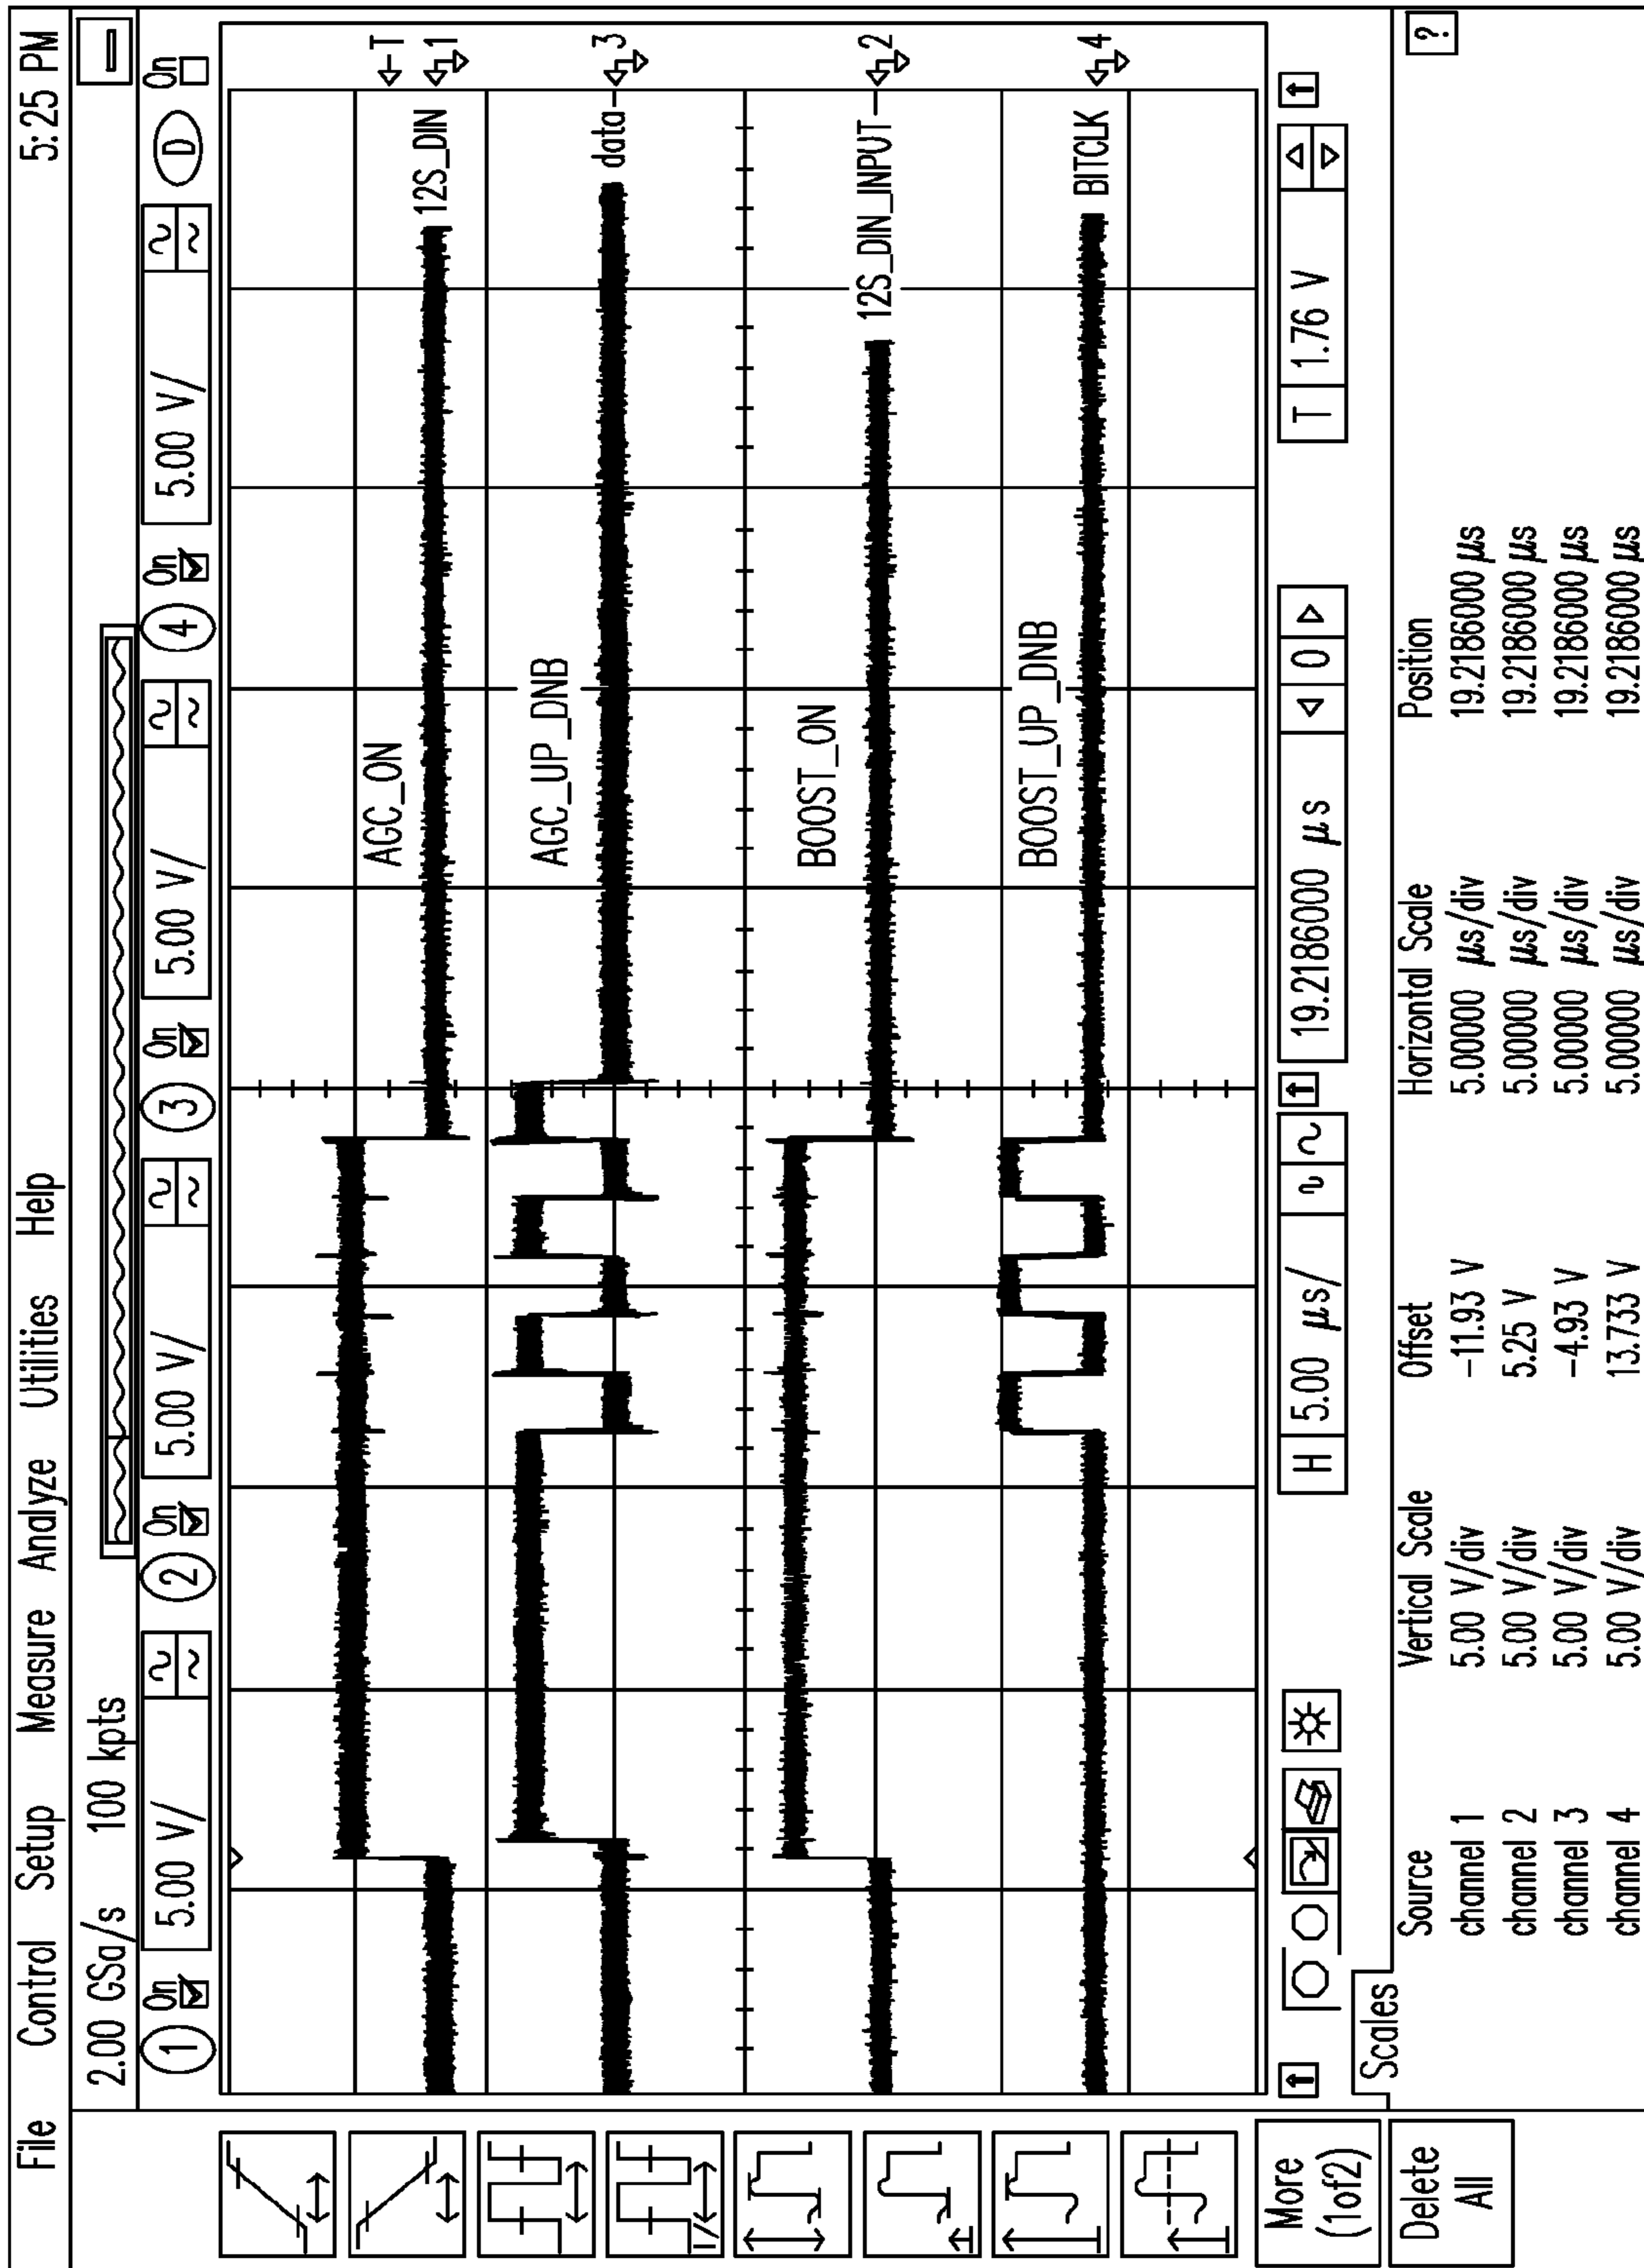 File Control Setup Measure Analyze Utilities Help 5:25 PM
2.00 GSa/s 100 kpts
1 On 5.00 V/ 2 On 5.00 V/ 3 On 5.00 V/ 4 On 5.00 V/ D On
T
AGC_ON
12S_DIN 1
AGC_UP_DNB
data 3
BOOST_ON
12S_DIN_INPUT 2
BOOST_UP_DNB
BITCLK 4
H 5.00 μs/ 19.2186000 μs 0 T 1.76 V
More
(1of2)
Delete
All
Scales
?
Source Vertical Scale Offset Horizontal Scale Position
channel 1 5.00 V/div -11.93 V 5.00000 μs/div 19.2186000 μs
channel 2 5.00 V/div 5.25 V 5.00000 μs/div 19.2186000 μs
channel 3 5.00 V/div -4.93 V 5.00000 μs/div 19.2186000 μs
channel 4 5.00 V/div 13.733 V 5.00000 μs/div 19.2186000 μs